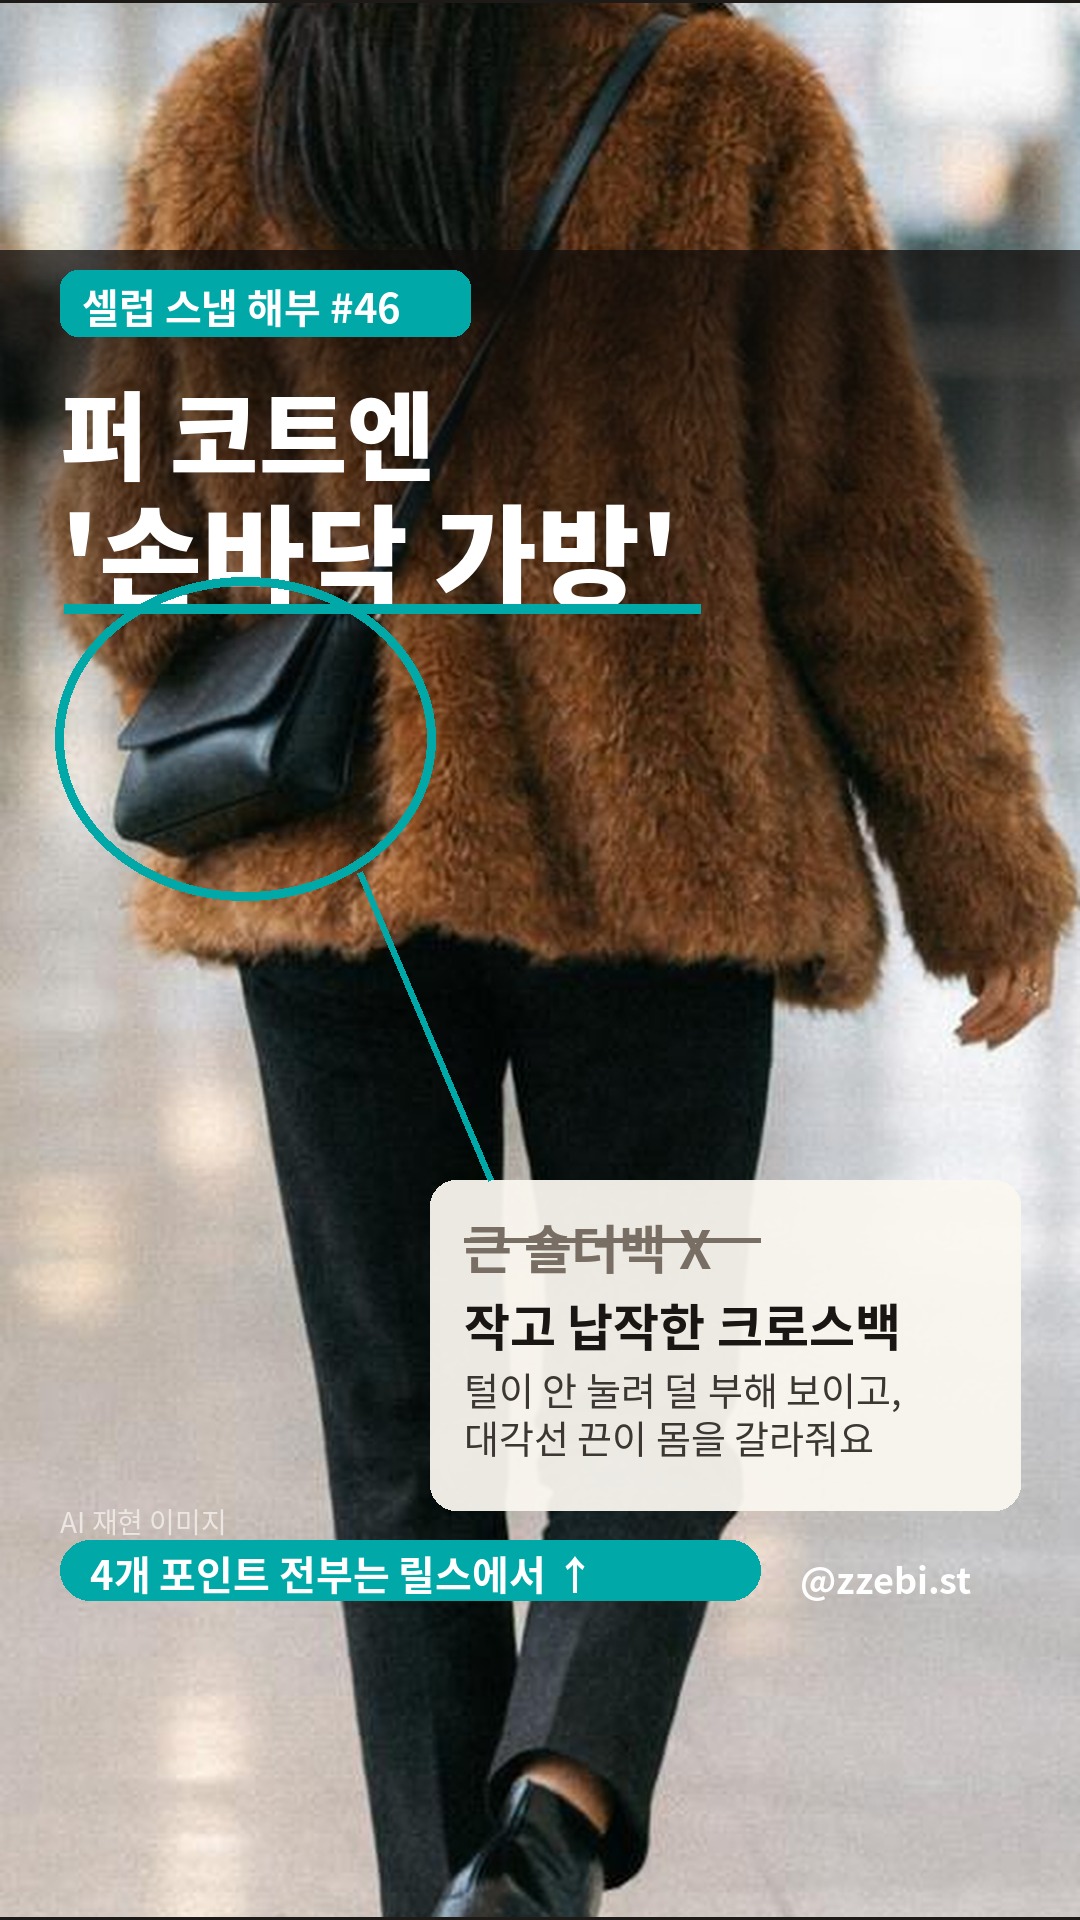 셀럽 스냅 해부 #46
퍼 코트엔
'손바닥 가방'
큰 숄더백 X
작고 납작한 크로스백
털이 안 눌려 덜 부해 보이고,
대각선 끈이 몸을 갈라줘요
AI 재현 이미지
4개 포인트 전부는 릴스에서 ↑
@zzebi.st